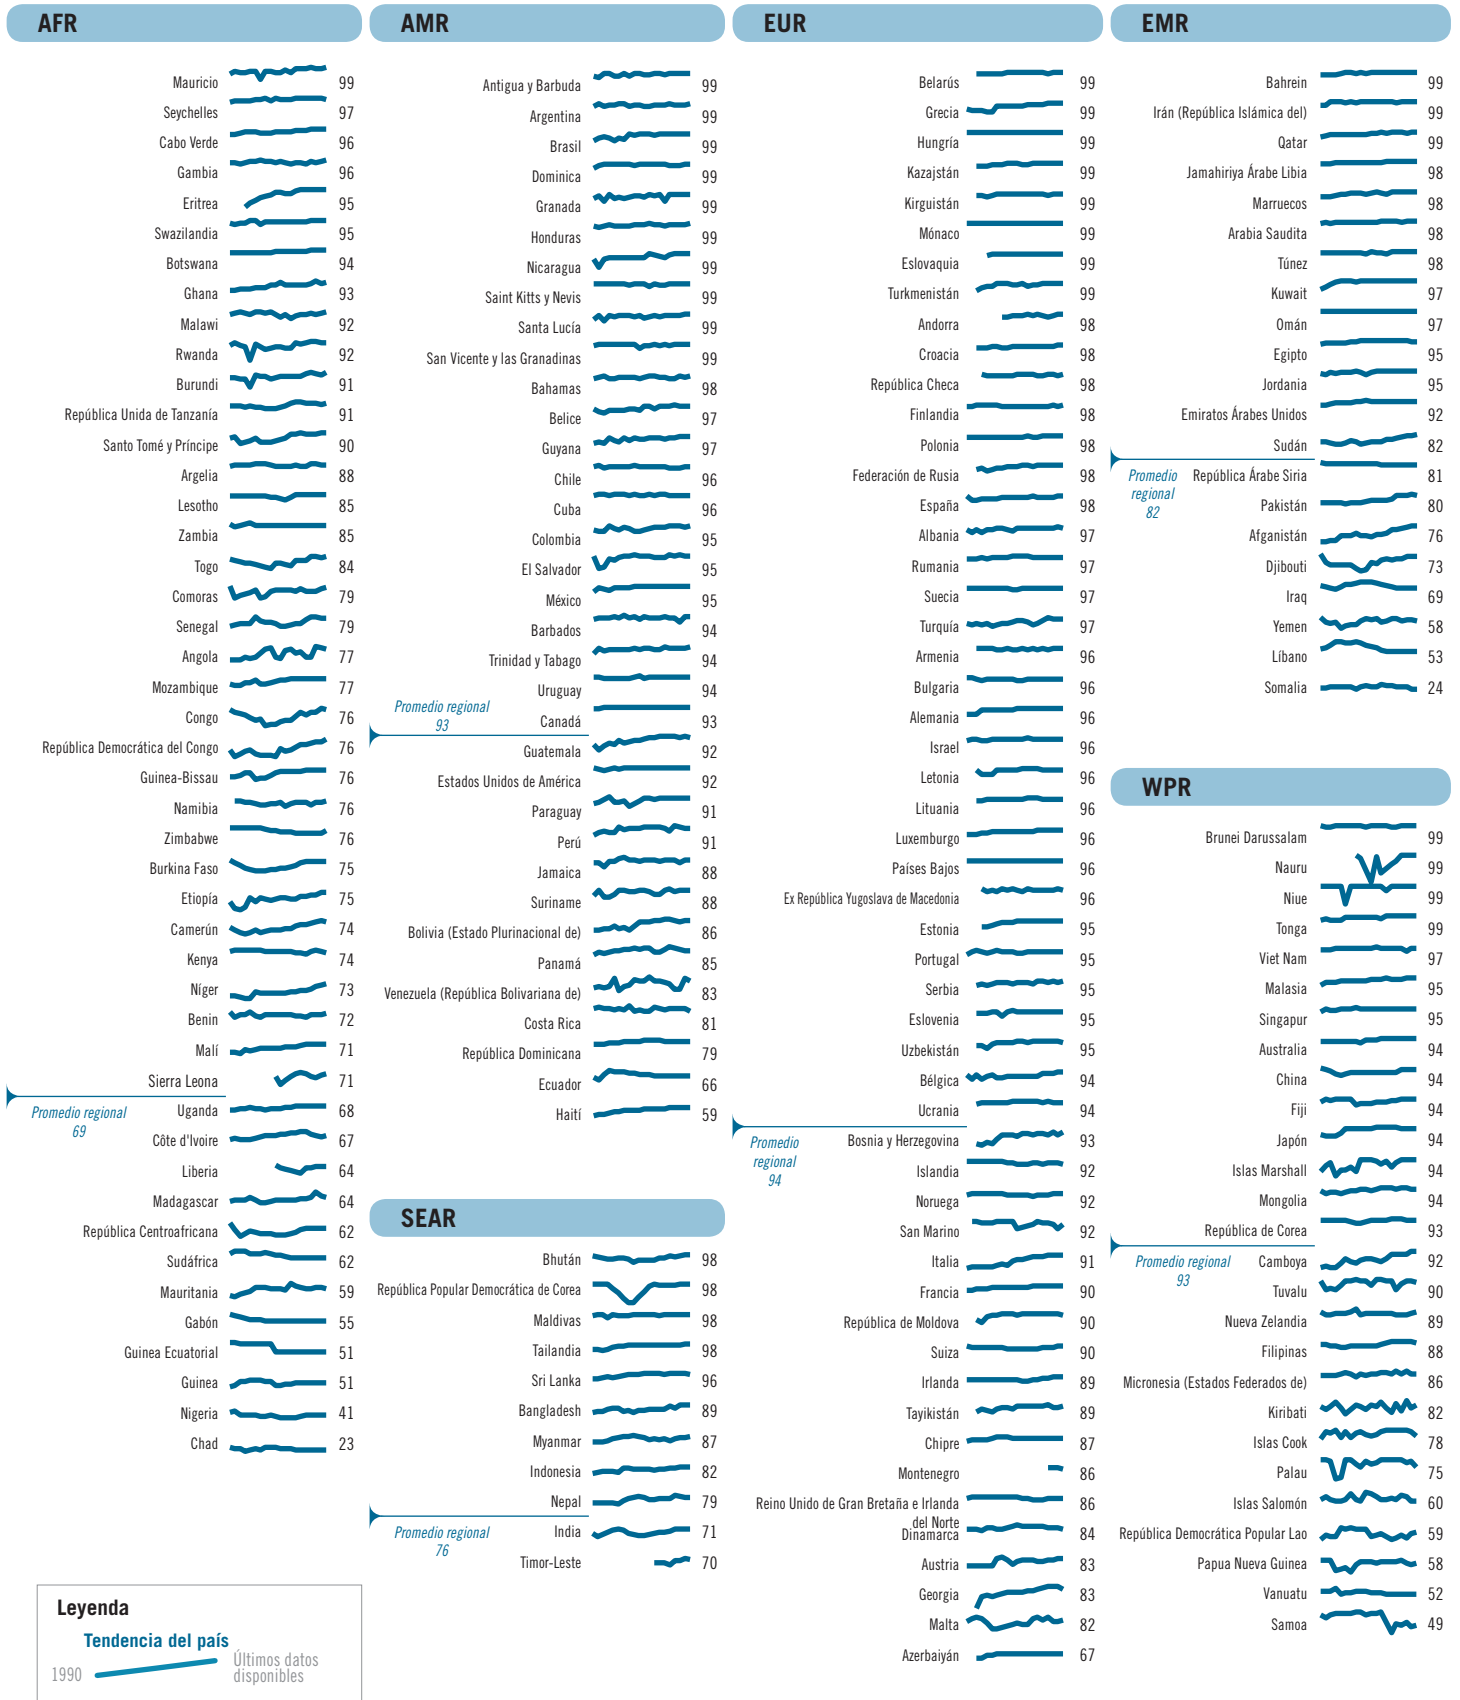 AFR
Mauricio 99
Seychelles 97
Cabo Verde 96
Gambia 96
Eritrea 95
Swazilandia 95
Botswana 94
Ghana 93
Malawi 92
Rwanda 92
Burundi 91
República Unida de Tanzanía 91
Santo Tomé y Príncipe 90
Argelia 88
Lesotho 85
Zambia 85
Togo 84
Comoras 79
Senegal 79
Angola 77
Mozambique 77
Congo 76
República Democrática del Congo 76
Guinea-Bissau 76
Namibia 76
Zimbabwe 76
Burkina Faso 75
Etiopía 75
Camerún 74
Kenya 74
Níger 73
Benin 72
Malí 71
Sierra Leona 71
Promedio regional
69
Uganda 68
Côte d'Ivoire 67
Liberia 64
Madagascar 64
República Centroafricana 62
Sudáfrica 62
Mauritania 59
Gabón 55
Guinea Ecuatorial 51
Guinea 51
Nigeria 41
Chad 23
Leyenda
Tendencia del país
1990
Últimos datos
disponibles
AMR
Antigua y Barbuda 99
Argentina 99
Brasil 99
Dominica 99
Granada 99
Honduras 99
Nicaragua 99
Saint Kitts y Nevis 99
Santa Lucía 99
San Vicente y las Granadinas 99
Bahamas 98
Belice 97
Guyana 97
Chile 96
Cuba 96
Colombia 95
El Salvador 95
México 95
Barbados 94
Trinidad y Tabago 94
Uruguay 94
Promedio regional
93
Canadá 93
Guatemala 92
Estados Unidos de América 92
Paraguay 91
Perú 91
Jamaica 88
Suriname 88
Bolivia (Estado Plurinacional de) 86
Panamá 85
Venezuela (República Bolivariana de) 83
Costa Rica 81
República Dominicana 79
Ecuador 66
Haití 59
SEAR
Bhután 98
República Popular Democrática de Corea 98
Maldivas 98
Tailandia 98
Sri Lanka 96
Bangladesh 89
Myanmar 87
Indonesia 82
Nepal 79
Promedio regional
76
India 71
Timor-Leste 70
EUR
Belarús 99
Grecia 99
Hungría 99
Kazajstán 99
Kirguistán 99
Mónaco 99
Eslovaquia 99
Turkmenistán 99
Andorra 98
Croacia 98
República Checa 98
Finlandia 98
Polonia 98
Federación de Rusia 98
España 98
Albania 97
Rumania 97
Suecia 97
Turquía 97
Armenia 96
Bulgaria 96
Alemania 96
Israel 96
Letonia 96
Lituania 96
Luxemburgo 96
Países Bajos 96
Ex República Yugoslava de Macedonia 96
Estonia 95
Portugal 95
Serbia 95
Eslovenia 95
Uzbekistán 95
Bélgica 94
Ucrania 94
Promedio
regional
94
Bosnia y Herzegovina 93
Islandia 92
Noruega 92
San Marino 92
Italia 91
Francia 90
República de Moldova 90
Suiza 90
Irlanda 89
Tayikistán 89
Chipre 87
Montenegro 86
Reino Unido de Gran Bretaña e Irlanda 86
del Norte
Dinamarca 84
Austria 83
Georgia 83
Malta 82
Azerbaiyán 67
EMR
Bahrein 99
Irán (República Islámica del) 99
Qatar 99
Jamahiriya Árabe Libia 98
Marruecos 98
Arabia Saudita 98
Túnez 98
Kuwait 97
Omán 97
Egipto 95
Jordania 95
Emiratos Árabes Unidos 92
Sudán 82
Promedio
regional
82
República Árabe Siria 81
Pakistán 80
Afganistán 76
Djibouti 73
Iraq 69
Yemen 58
Líbano 53
Somalia 24
WPR
Brunei Darussalam 99
Nauru 99
Niue 99
Tonga 99
Viet Nam 97
Malasia 95
Singapur 95
Australia 94
China 94
Fiji 94
Japón 94
Islas Marshall 94
Mongolia 94
República de Corea 93
Promedio regional
93
Camboya 92
Tuvalu 90
Nueva Zelandia 89
Filipinas 88
Micronesia (Estados Federados de) 86
Kiribati 82
Islas Cook 78
Palau 75
Islas Salomón 60
República Democrática Popular Lao 59
Papua Nueva Guinea 58
Vanuatu 52
Samoa 49